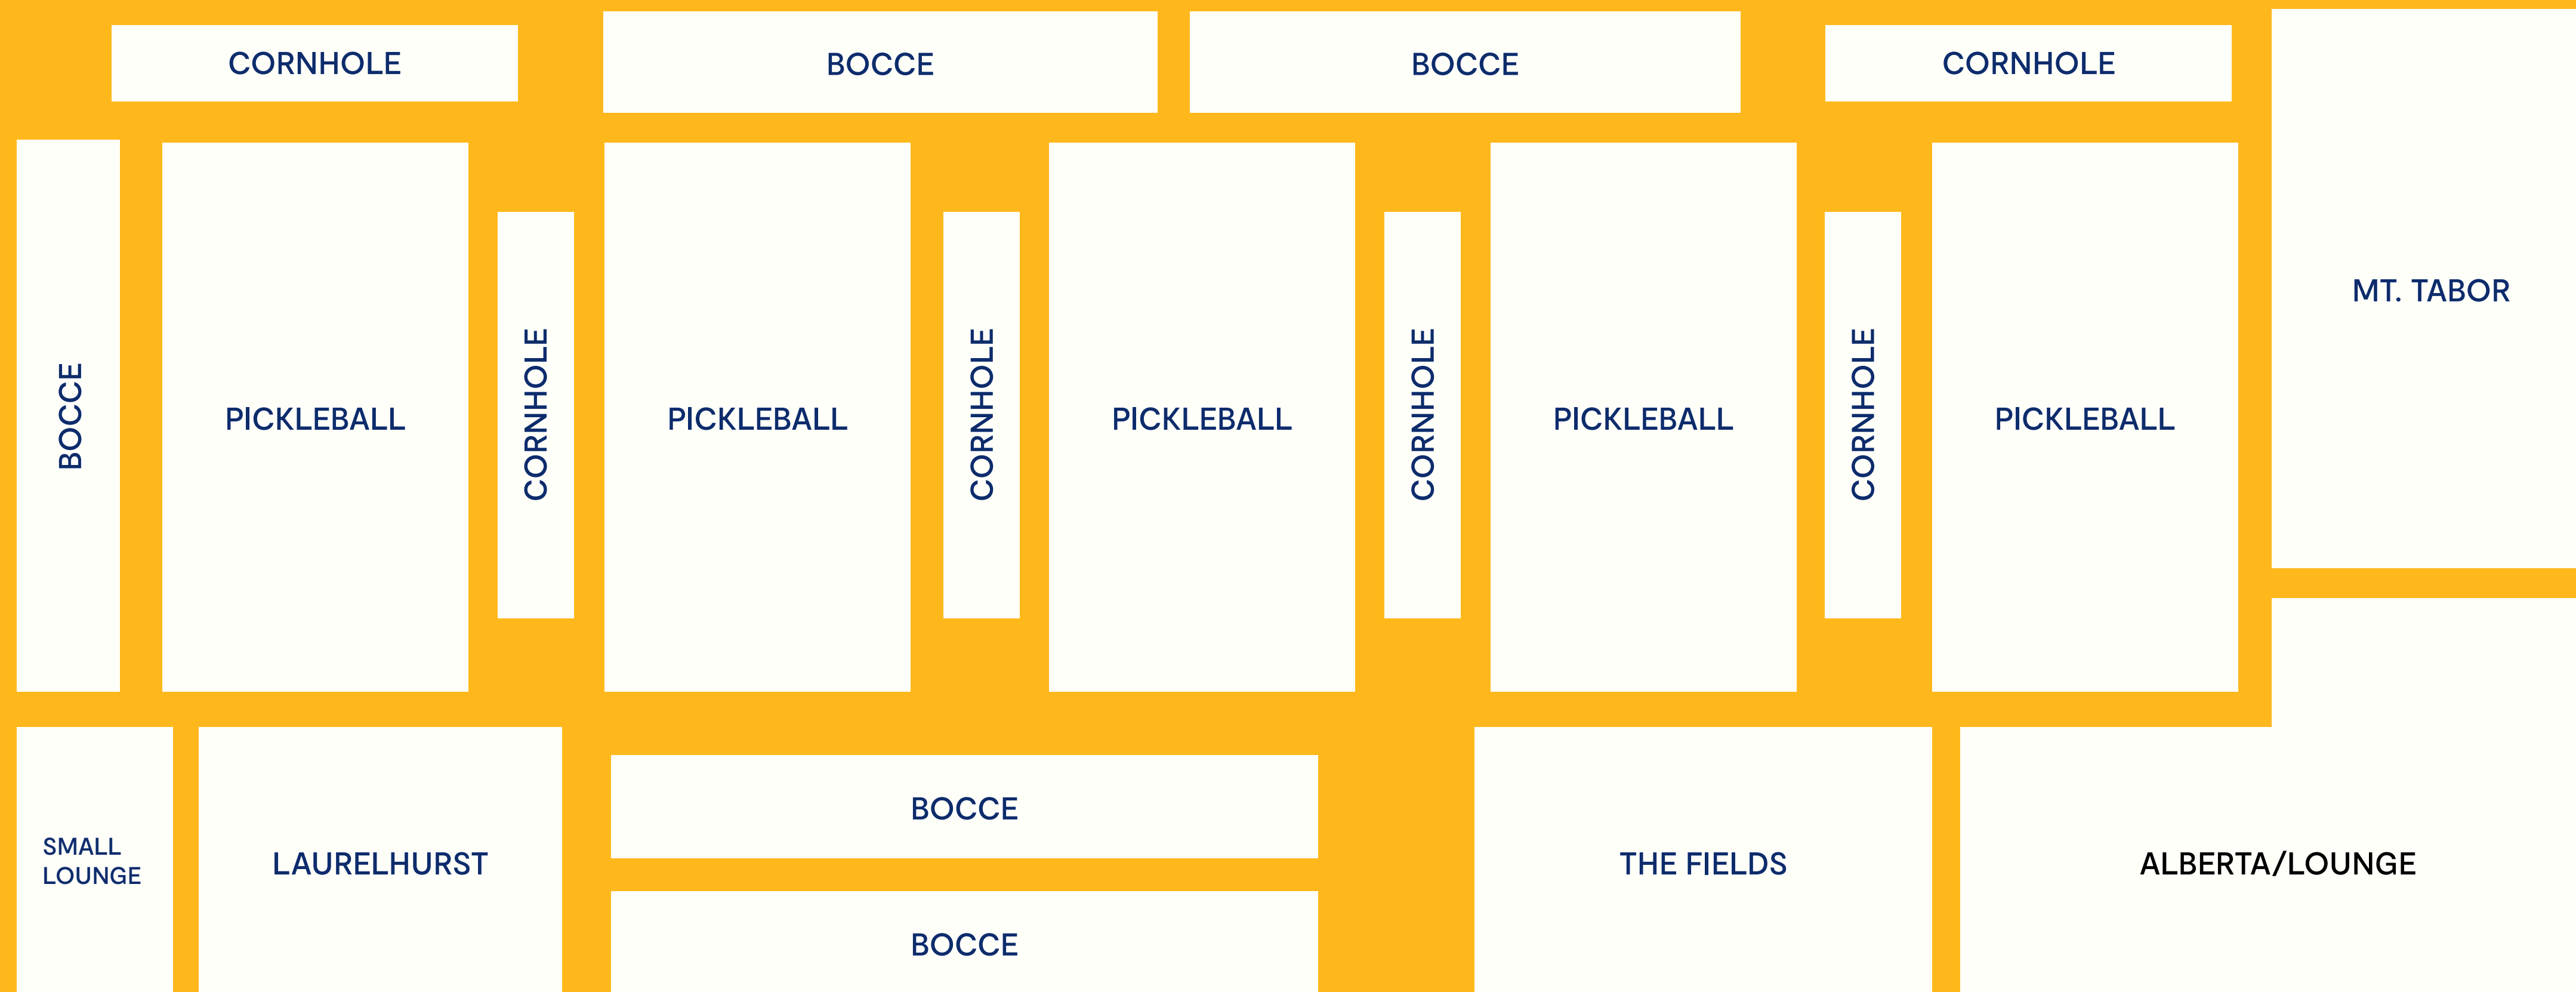 CORNHOLE
BOCCE
BOCCE
CORNHOLE
MT. TABOR
BOCCE
PICKLEBALL
CORNHOLE
PICKLEBALL
CORNHOLE
PICKLEBALL
CORNHOLE
PICKLEBALL
CORNHOLE
PICKLEBALL
SMALL
LOUNGE
LAURELHURST
BOCCE
BOCCE
THE FIELDS
ALBERTA/LOUNGE